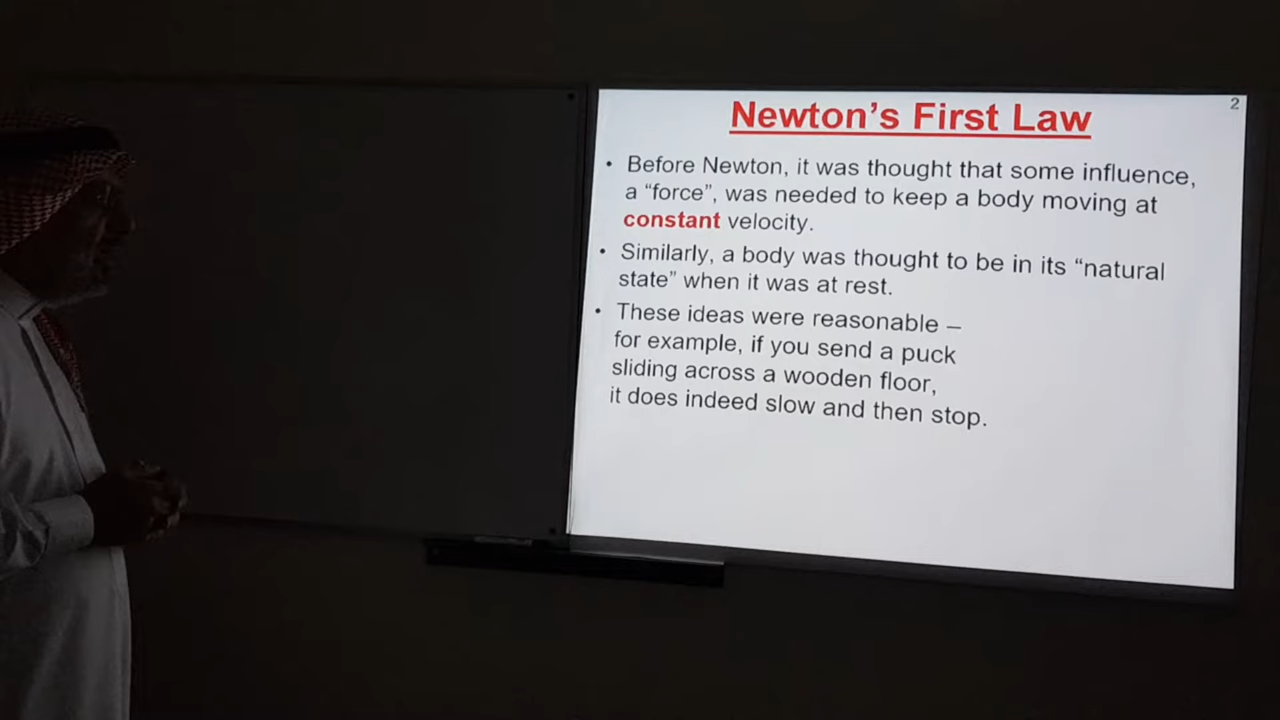 2
Newton's First Law
• Before Newton, it was thought that some influence,
a “force”, was needed to keep a body moving at
constant velocity.
• Similarly, a body was thought to be in its “natural
state” when it was at rest.
• These ideas were reasonable –
for example, if you send a puck
sliding across a wooden floor,
it does indeed slow and then stop.